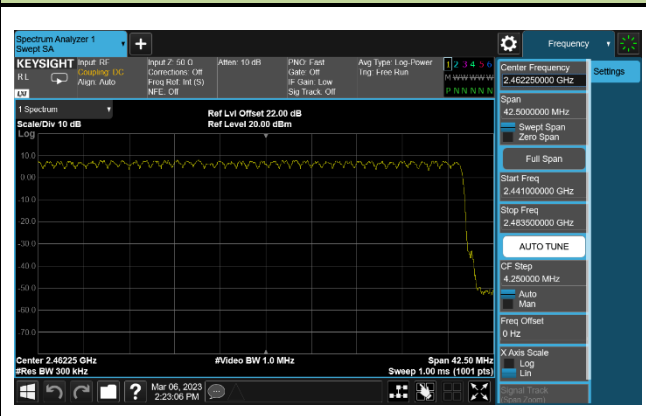 Spectrum Analyzer 1
Swept SA
+
Frequency
KEYSIGHT Input: RF Input Z: 50 Ω Atten: 10 dB PNO: Fast Avg Type: Log-Power 1 2 3 4 5 6
RL Coupling: DC Corrections: Off Gate: Off Trig: Free Run M W W W W W
Align: Auto Freq Ref: Int (S) IF Gain: Low
NFE: Off Sig Track: Off P N N N N N
LXI
1 Spectrum
Ref Lvl Offset 22.00 dB
Scale/Div 10 dB Ref Level 20.00 dBm
Log
10.0
0.00
-10.0
-20.0
-30.0
-40.0
-50.0
-60.0
-70.0
Center 2.46225 GHz #Video BW 1.0 MHz Span 42.50 MHz
#Res BW 300 kHz Sweep 1.00 ms (1001 pts)
Center Frequency
2.462250000 GHz
Settings
Span
42.5000000 MHz
Swept Span
Zero Span
Full Span
Start Freq
2.441000000 GHz
Stop Freq
2.483500000 GHz
AUTO TUNE
CF Step
4.250000 MHz
Auto
Man
Freq Offset
0 Hz
X Axis Scale
Log
Lin
Signal Track
(Span Zoom)
?
Mar 06, 2023
2:23:06 PM